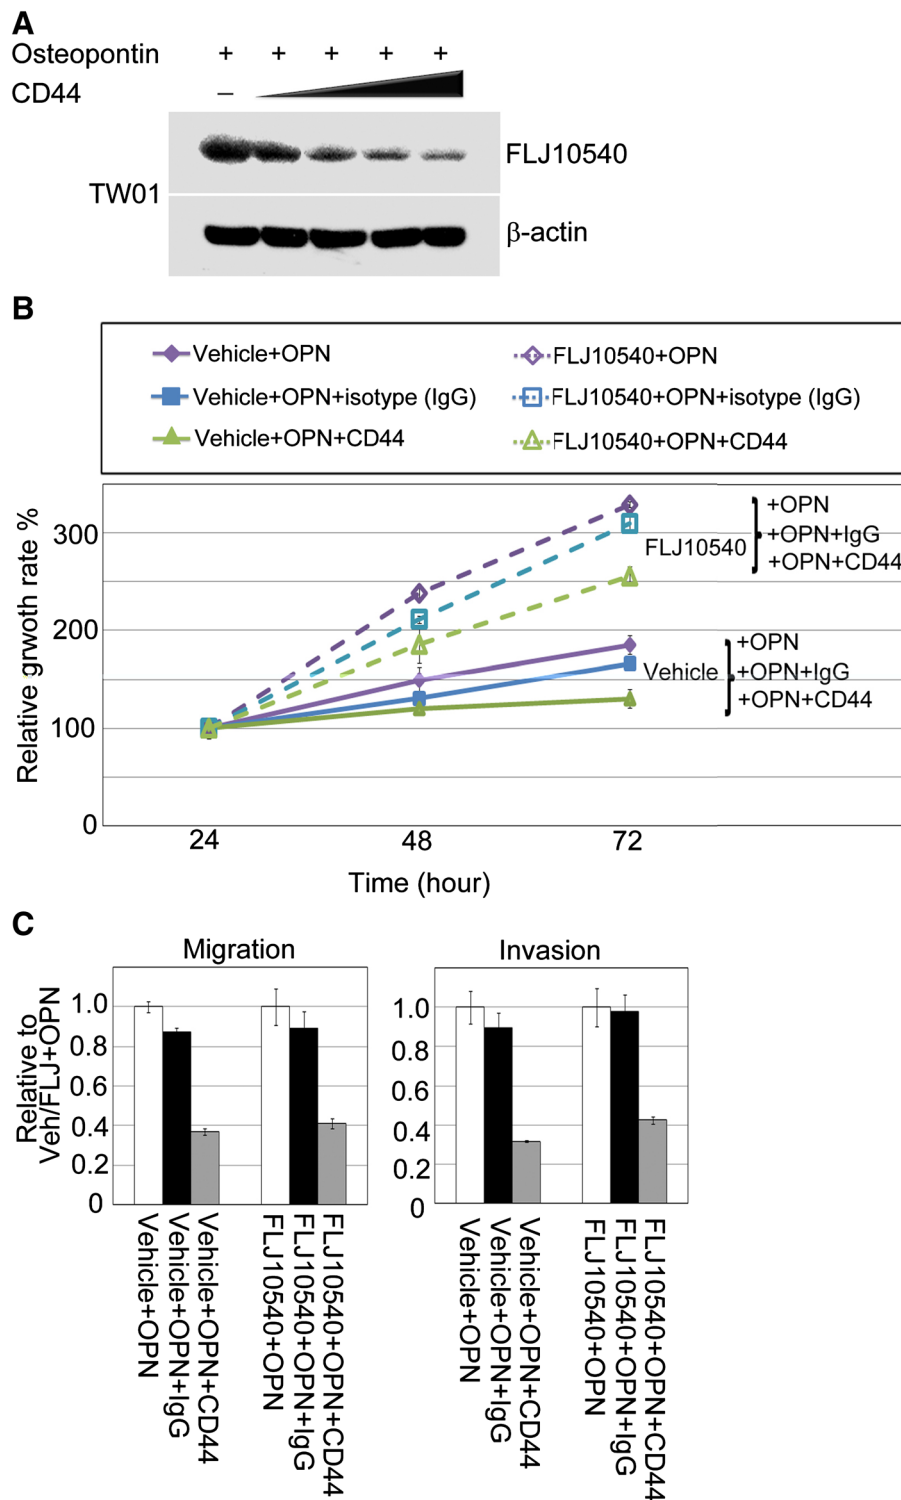 A
Osteopontin + + + + +
CD44 –
FLJ10540
TW01
β-actin
B
Vehicle+OPN
FLJ10540+OPN
Vehicle+OPN+isotype (IgG)
FLJ10540+OPN+isotype (IgG)
Vehicle+OPN+CD44
FLJ10540+OPN+CD44
Relative grwoth rate %
300
200
100
0
FLJ10540
+OPN
+OPN+IgG
+OPN+CD44
Vehicle
+OPN
+OPN+IgG
+OPN+CD44
24 48 72
Time (hour)
C
Migration
Relative to
Veh/FLJ+OPN
1.0
0.8
0.6
0.4
0.2
0
Vehicle+OPN
Vehicle+OPN+IgG
Vehicle+OPN+CD44
FLJ10540+OPN
FLJ10540+OPN+IgG
FLJ10540+OPN+CD44
Invasion
1.0
0.8
0.6
0.4
0.2
0
Vehicle+OPN
Vehicle+OPN+IgG
Vehicle+OPN+CD44
FLJ10540+OPN
FLJ10540+OPN+IgG
FLJ10540+OPN+CD44